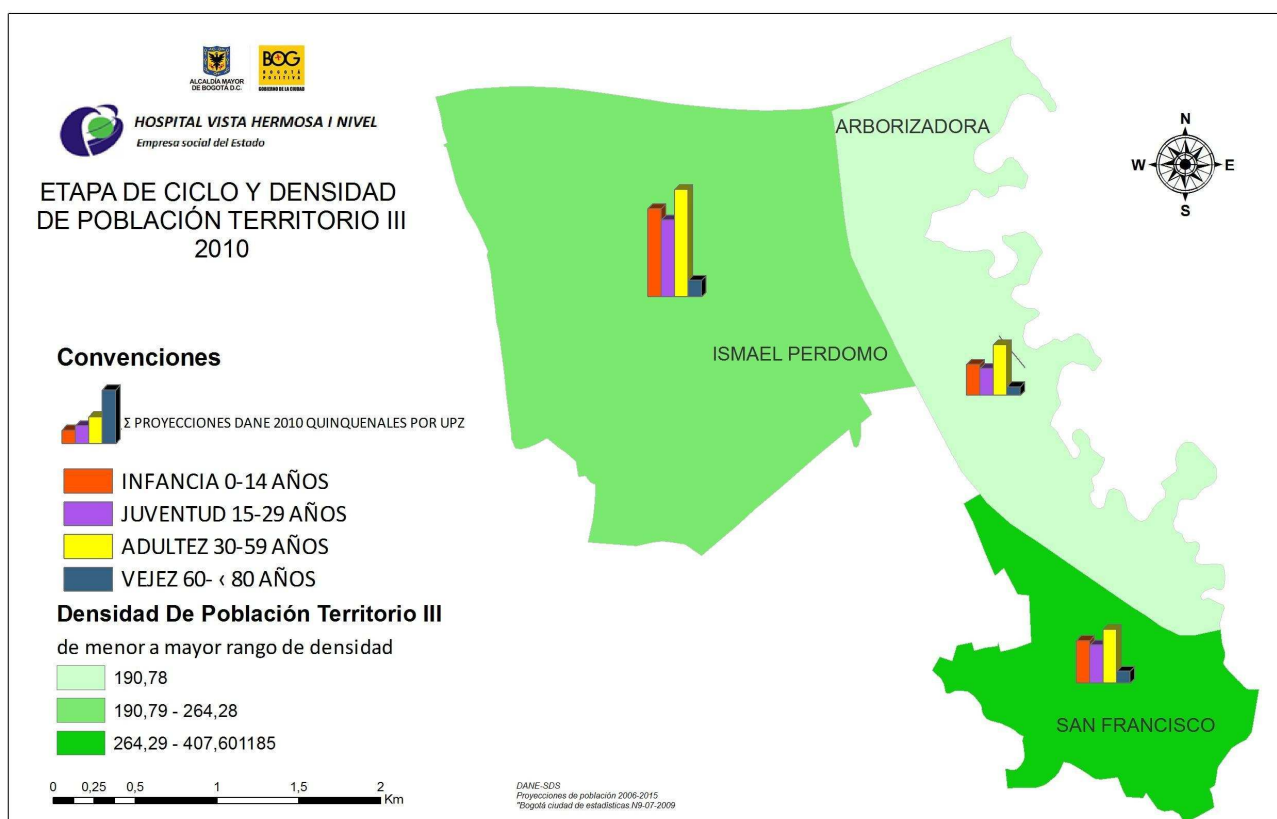 ALCALDÍA MAYOR
DE BOGOTÁ D.C.
BOG
BOGOTÁ
POSITIVA
GOBIERNO DE LA CIUDAD
HOSPITAL VISTA HERMOSA I NIVEL
Empresa social del Estado
ETAPA DE CICLO Y DENSIDAD
DE POBLACIÓN TERRITORIO III
2010
Convenciones
Σ PROYECCIONES DANE 2010 QUINQUENALES POR UPZ
INFANCIA 0-14 AÑOS
JUVENTUD 15-29 AÑOS
ADULTEZ 30-59 AÑOS
VEJEZ 60- ‹ 80 AÑOS
Densidad De Población Territorio III
de menor a mayor rango de densidad
190,78
190,79 - 264,28
264,29 - 407,601185
0 0,25 0,5 1 1,5 2
Km
DANE-SDS
Proyecciones de población 2006-2015
"Bogotá ciudad de estadísticas.N9-07-2009
ARBORIZADORA
ISMAEL PERDOMO
SAN FRANCISCO
N
W E
S